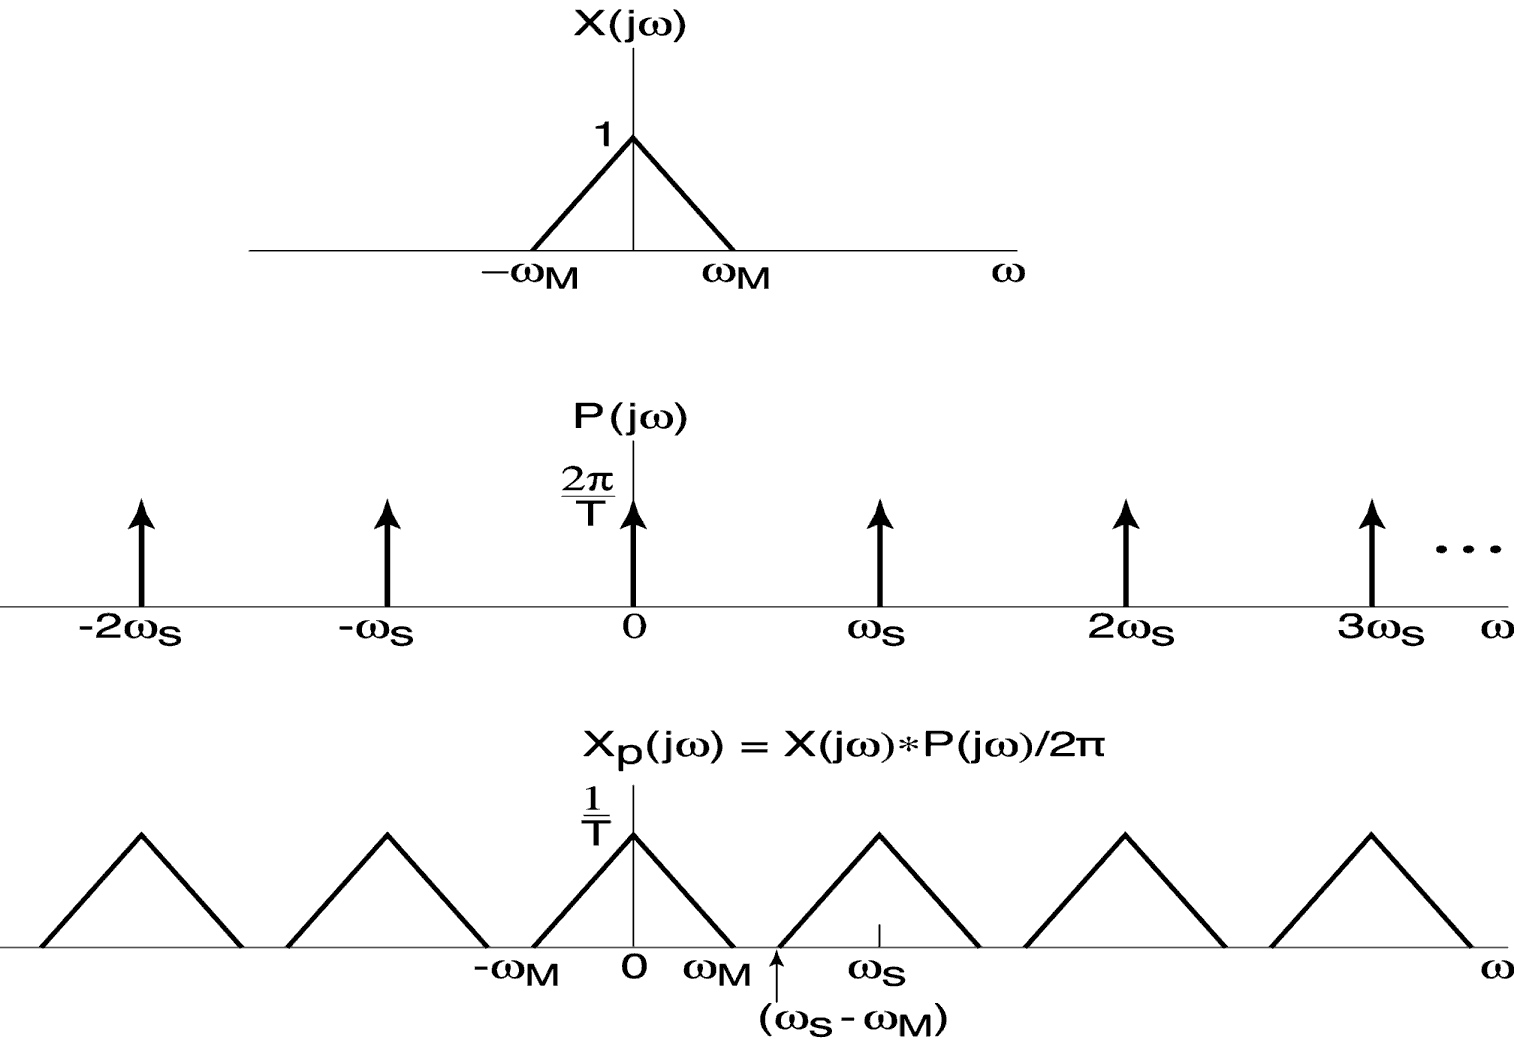 X(jω)
1
−ωM ωM ω
P(jω)
2π
T
-2ωS -ωS 0 ωS 2ωS 3ωS ω
...
Xp(jω) = X(jω)*P(jω)/2π
1
T
-ωM 0 ωM ωS ω
(ωS - ωM)